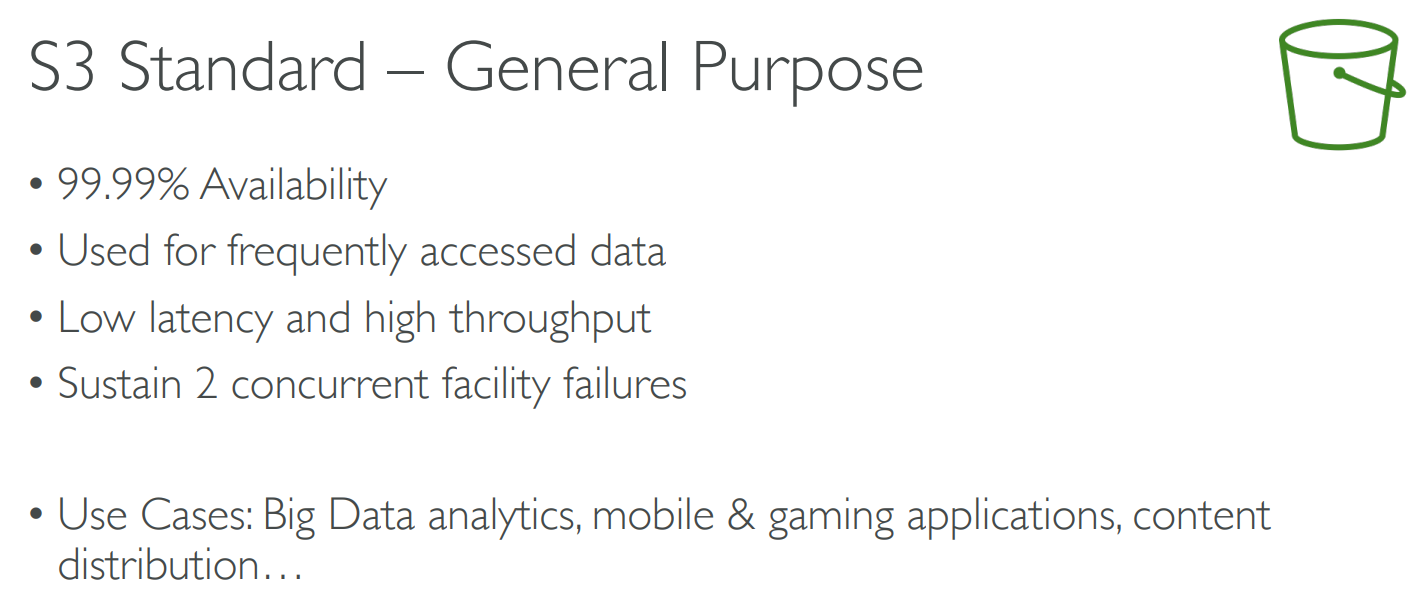 S3 Standard – General Purpose
• 99.99% Availability
• Used for frequently accessed data
• Low latency and high throughput
• Sustain 2 concurrent facility failures
• Use Cases: Big Data analytics, mobile & gaming applications, content
distribution…